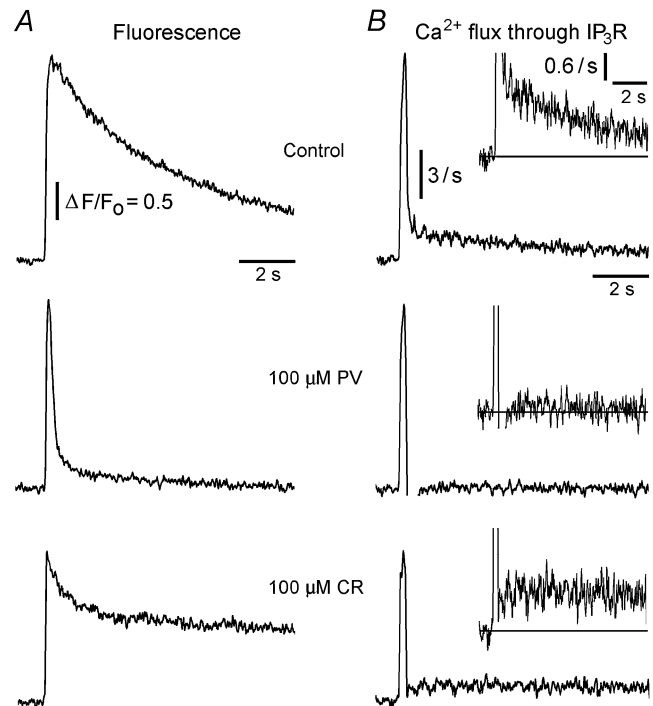 A
Fluorescence
B
Ca2+ flux through IP3R
0.6 / s
2 s
Control
3 / s
ΔF/Fo = 0.5
2 s
2 s
100 µM PV
100 µM CR